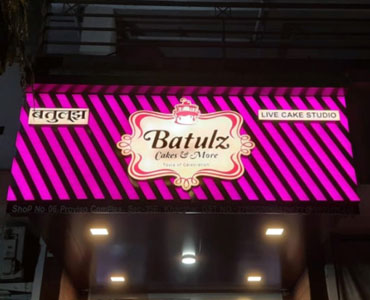 बतुल्झ
LIVE CAKE STUDIO
Batulz
Cakes & More
Taste of Celebration
Shop No 06,